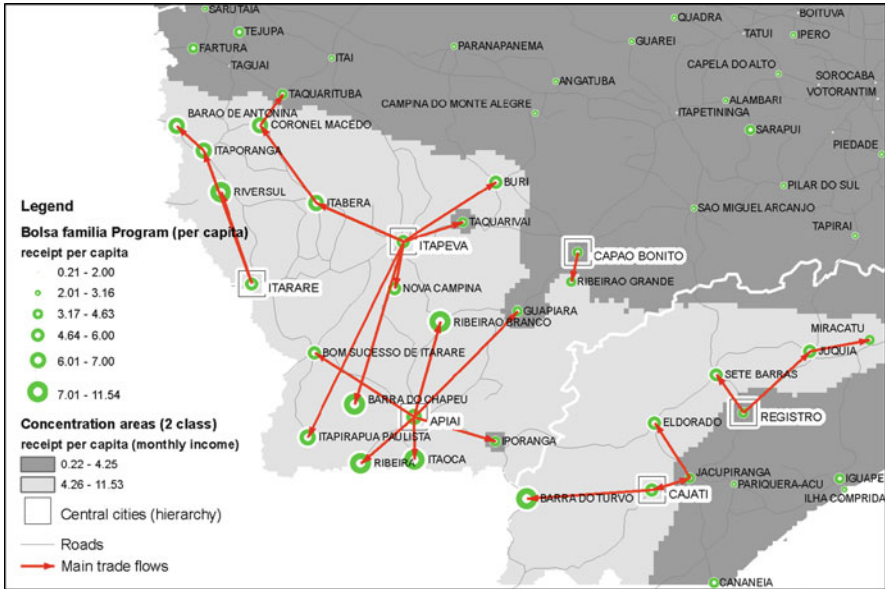 SARUTAIA
TEJUPA
FARTURA
TAGUAI
ITAI
TAQUARITUBA
PARANAPANEMA
ANGATUBA
CAMPINA DO MONTE ALEGRE
QUADRA
BOITUVA
GUAREI
TATUI
IPERO
CAPELA DO ALTO
SOROCABA
VOTORANTIM
ALAMBARI
ITAPETININGA
SARAPUI
PIEDADE
PILAR DO SUL
SAO MIGUEL ARCANJO
TAPIRAI
BARAO DE ANTONINA
CORONEL MACEDO
ITAPORANGA
RIVERSUL
ITABERA
BURI
TAQUARIVAI
ITAPEVA
CAPAO BONITO
RIBEIRAO GRANDE
ITARARE
NOVA CAMPINA
GUAPIARA
RIBEIRAO BRANCO
BOM SUCESSO DE ITARARE
MIRACATU
JUQUIA
SETE BARRAS
BARRA DO CHAPEU
APIAI
REGISTRO
ELDORADO
ITAPIRAPUA PAULISTA
IPORANGA
RIBEIRA
ITAOCA
JACUPIRANGA
PARIQUERA-ACU
IGUAPE
ILHA COMPRIDA
BARRA DO TURVO
CAJATI
CANANEIA
Legend
Bolsa familia Program (per capita)
receipt per capita
0.21 - 2.00
2.01 - 3.16
3.17 - 4.63
4.64 - 6.00
6.01 - 7.00
7.01 - 11.54
Concentration areas (2 class)
receipt per capita (monthly income)
0.22 - 4.25
4.26 - 11.53
Central cities (hierarchy)
Roads
Main trade flows